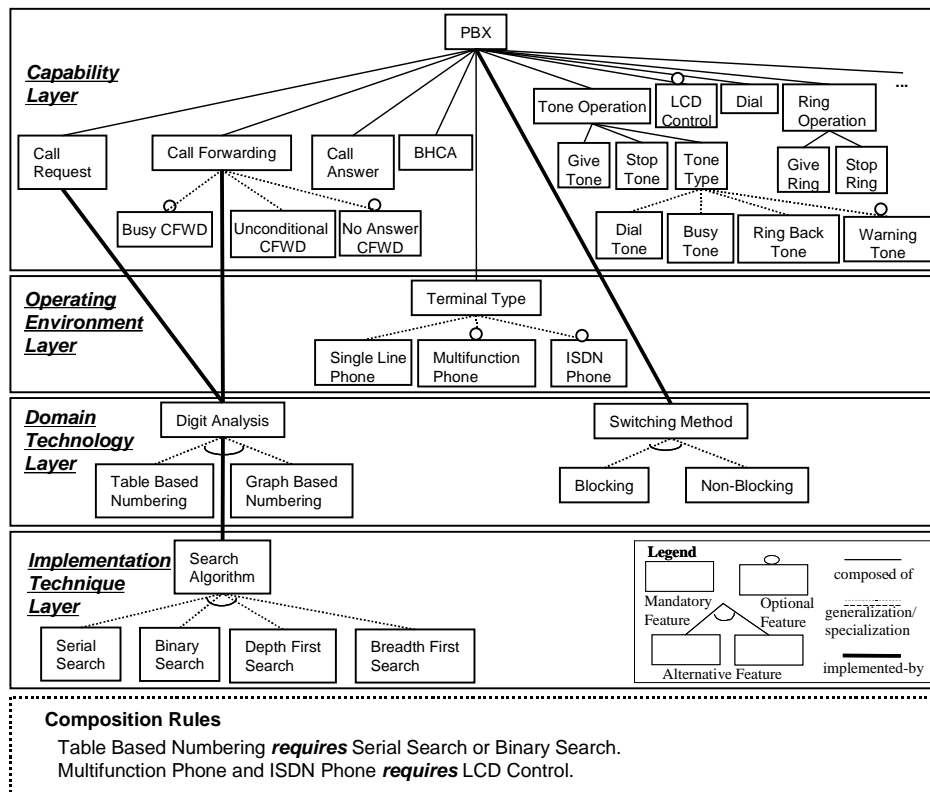 PBX
Capability
Layer
...
Tone Operation
LCD
Control
Dial
Ring
Operation
Call
Request
Call Forwarding
Call
Answer
BHCA
Give
Tone
Stop
Tone
Tone
Type
Give
Ring
Stop
Ring
Busy CFWD
Unconditional
CFWD
No Answer
CFWD
Dial
Tone
Busy
Tone
Ring Back
Tone
Warning
Tone
Operating
Environment
Layer
Terminal Type
Single Line
Phone
Multifunction
Phone
ISDN
Phone
Domain
Technology
Layer
Digit Analysis
Switching Method
Table Based
Numbering
Graph Based
Numbering
Blocking
Non-Blocking
Implementation
Technique
Layer
Search
Algorithm
Serial
Search
Binary
Search
Depth First
Search
Breadth First
Search
Legend
Mandatory
Feature
Optional
Feature
Alternative Feature
composed of
generalization/
specialization
implemented-by
Composition Rules
Table Based Numbering requires Serial Search or Binary Search.
Multifunction Phone and ISDN Phone requires LCD Control.